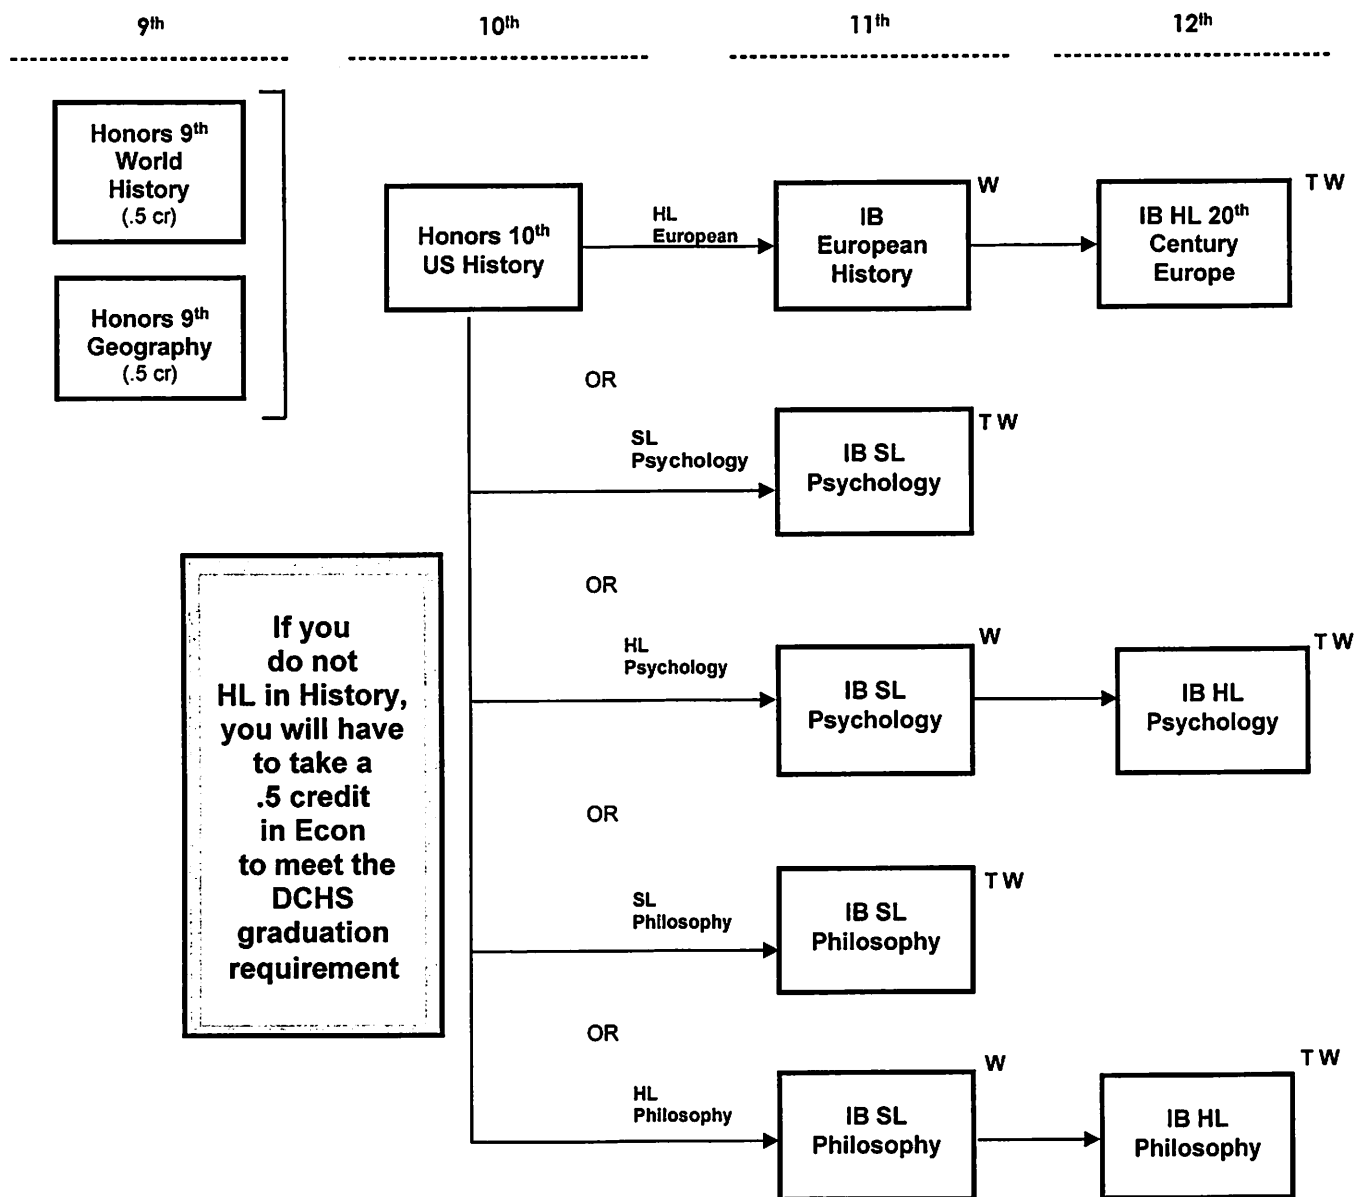 9th
10th
11th
12th
Honors 9th
World
History
(.5 cr)
Honors 9th
Geography
(.5 cr)
Honors 10th
US History
HL
European
IB
European
History
W
IB HL 20th
Century
Europe
T W
OR
SL
Psychology
IB SL
Psychology
T W
OR
HL
Psychology
IB SL
Psychology
W
IB HL
Psychology
T W
If you
do not
HL in History,
you will have
to take a
.5 credit
in Econ
to meet the
DCHS
graduation
requirement
OR
SL
Philosophy
IB SL
Philosophy
T W
OR
HL
Philosophy
IB SL
Philosophy
W
IB HL
Philosophy
T W